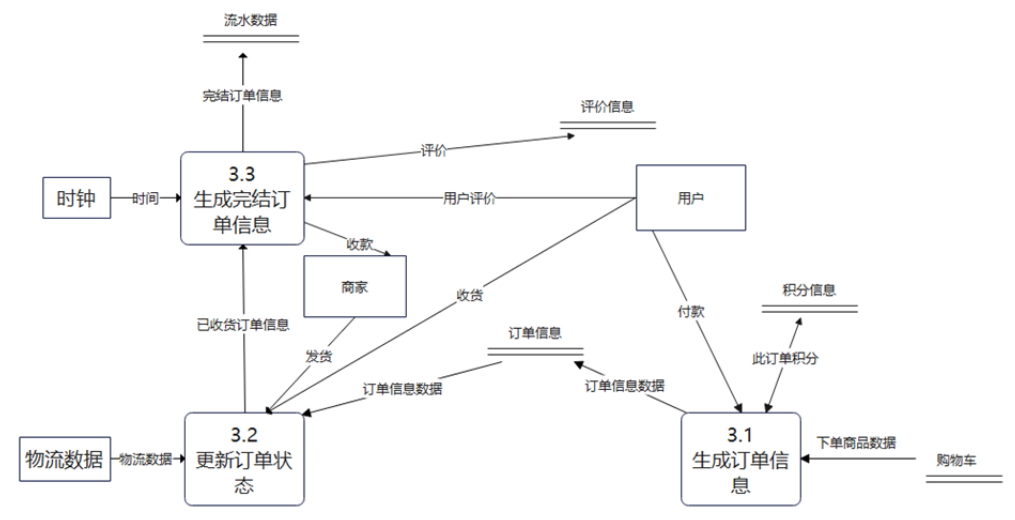 流水数据
完结订单信息
评价信息
评价
3.3
生成完结订
单信息
时钟
时间
用户评价
用户
收款
商家
收货
积分信息
付款
已收货订单信息
订单信息
发货
此订单积分
订单信息数据
订单信息数据
3.2
更新订单状
态
3.1
生成订单信
息
下单商品数据
物流数据
物流数据
购物车